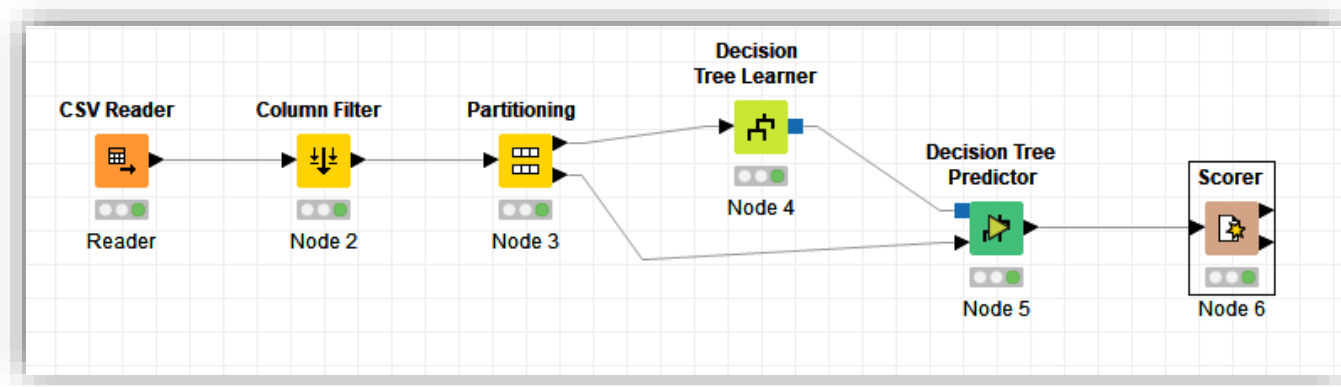 CSV Reader
Reader
Column Filter
Node 2
Partitioning
Node 3
Decision
Tree Learner
Node 4
Decision Tree
Predictor
Node 5
Scorer
Node 6